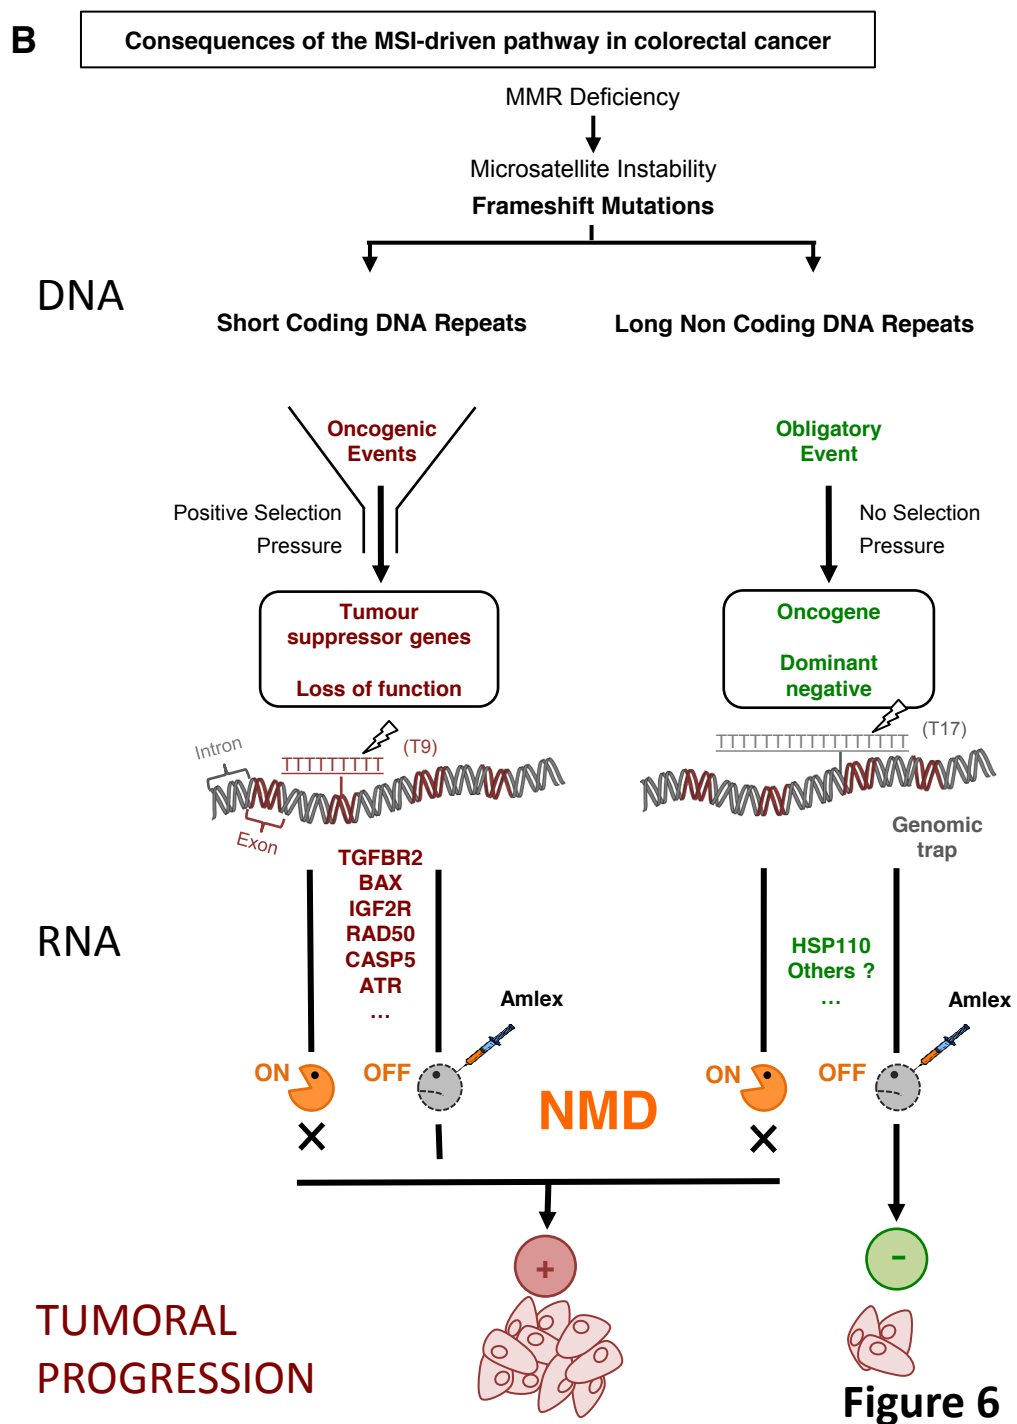 B
Consequences of the MSI-driven pathway in colorectal cancer
MMR Deficiency
Microsatellite Instability
Frameshift Mutations
DNA
Short Coding DNA Repeats
Long Non Coding DNA Repeats
Oncogenic
Events
Positive Selection
Pressure
Tumour
suppressor genes
Loss of function
Obligatory
Event
No Selection
Pressure
Oncogene
Dominant
negative
Intron
TTTTTTTTT
(T9)
Exon
TTTTTTTTTTTTTTTTT
(T17)
Genomic
trap
RNA
TGFBR2
BAX
IGF2R
RAD50
CASP5
ATR
...
Amlex
ON
OFF
HSP110
Others ?
...
Amlex
ON
OFF
NMD
+
-
TUMORAL
PROGRESSION
Figure 6